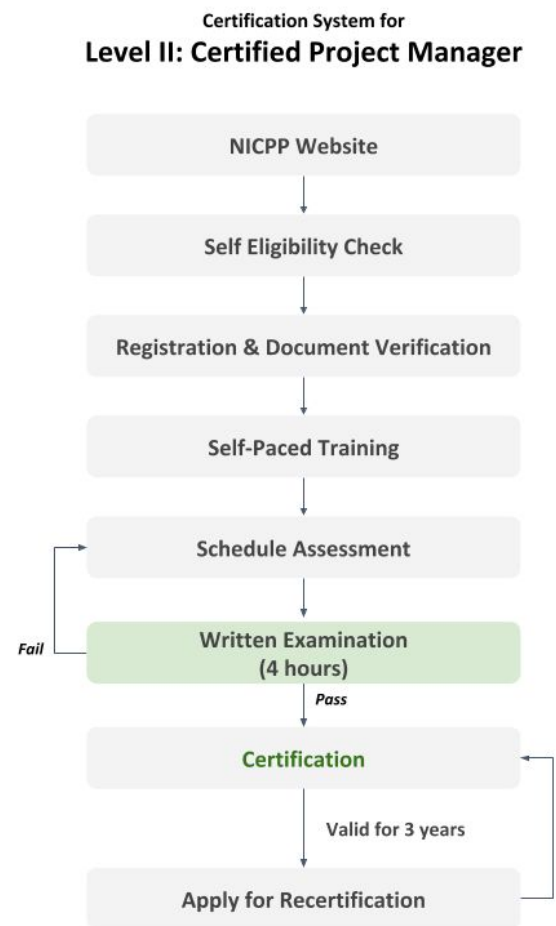 Certification System for
Level II: Certified Project Manager
NICPP Website
Self Eligibility Check
Registration & Document Verification
Self-Paced Training
Schedule Assessment
Fail
Written Examination
(4 hours)
Pass
Certification
Valid for 3 years
Apply for Recertification